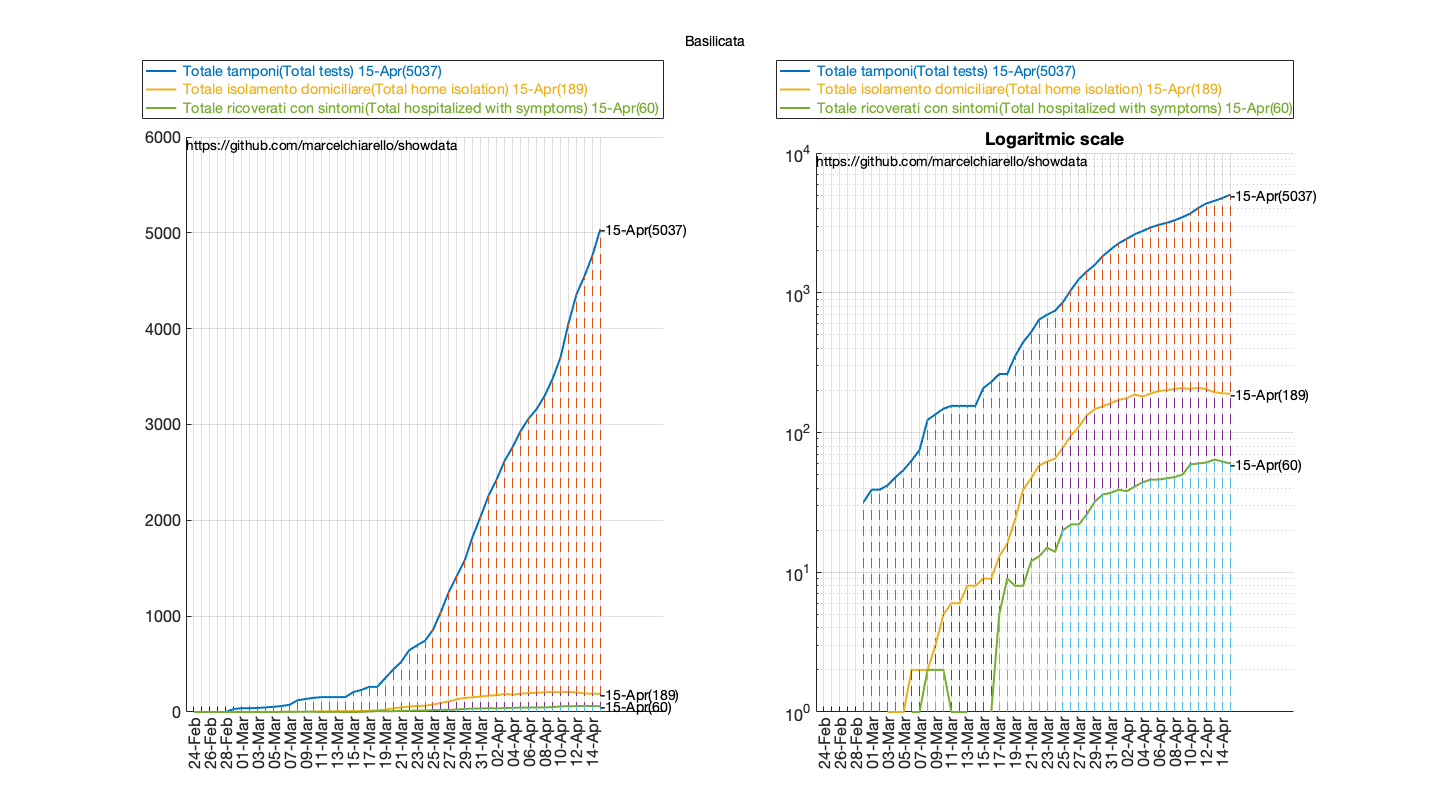 Basilicata
Totale tamponi(Total tests) 15-Apr(5037)
Totale isolamento domiciliare(Total home isolation) 15-Apr(189)
Totale ricoverati con sintomi(Total hospitalized with symptoms) 15-Apr(60)
6000
https://github.com/marcelchiarello/showdata
5000
-15-Apr(5037)
4000
3000
2000
1000
-15-Apr(189)
-15-Apr(60)
0
24-Feb
26-Feb
28-Feb
01-Mar
03-Mar
05-Mar
07-Mar
09-Mar
11-Mar
13-Mar
15-Mar
17-Mar
19-Mar
21-Mar
23-Mar
25-Mar
27-Mar
29-Mar
31-Mar
02-Apr
04-Apr
06-Apr
08-Apr
10-Apr
12-Apr
14-Apr
Totale tamponi(Total tests) 15-Apr(5037)
Totale isolamento domiciliare(Total home isolation) 15-Apr(189)
Totale ricoverati con sintomi(Total hospitalized with symptoms) 15-Apr(60)
Logaritmic scale
10^4
https://github.com/marcelchiarello/showdata
-15-Apr(5037)
10^3
-15-Apr(189)
10^2
-15-Apr(60)
10^1
10^0
24-Feb
26-Feb
28-Feb
01-Mar
03-Mar
05-Mar
07-Mar
09-Mar
11-Mar
13-Mar
15-Mar
17-Mar
19-Mar
21-Mar
23-Mar
25-Mar
27-Mar
29-Mar
31-Mar
02-Apr
04-Apr
06-Apr
08-Apr
10-Apr
12-Apr
14-Apr